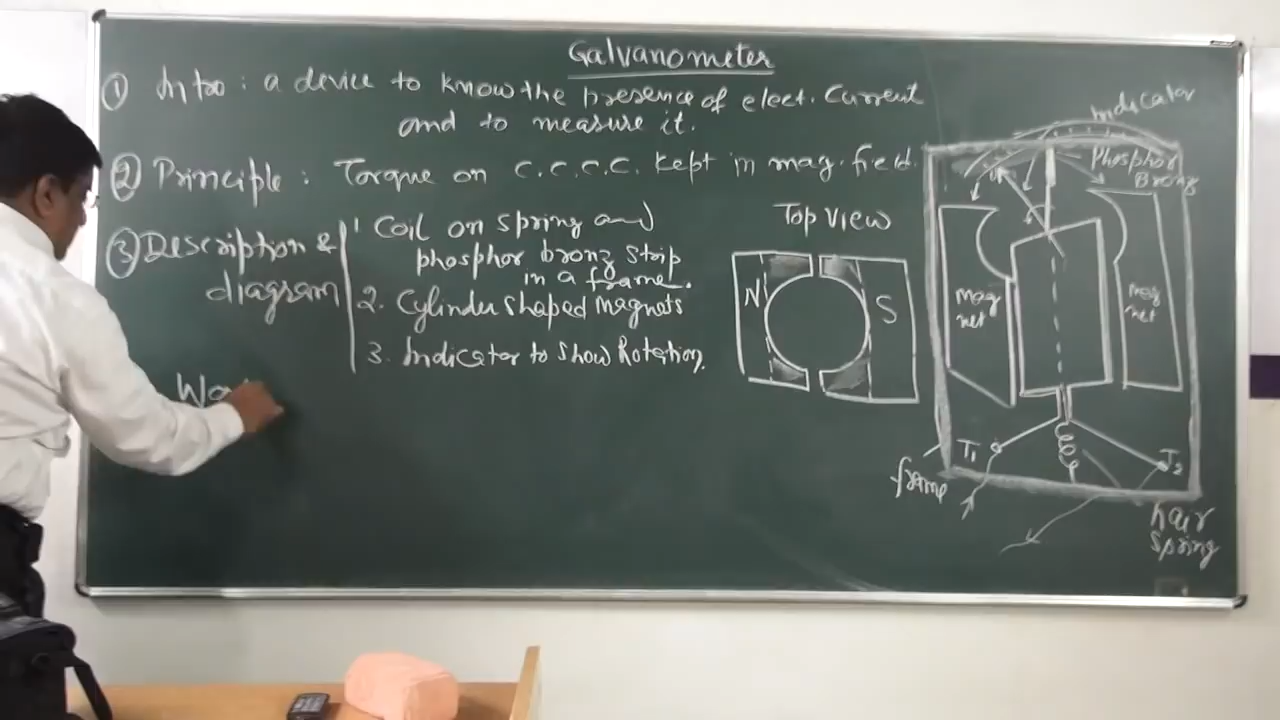 Galvanometer
① Intro : a device to know the presence of elect. Current
and to measure it.
② Principle : Torque on C.C.C.C. kept in mag. field.
③ Description &
diagram
1 Coil on spring and
phosphor bronz strip
in a frame.
2. Cylinder shaped magnets
3. Indicator to show Rotation.
Wo
Top view
N
S
Indicator
Phosphor
Bronz
mag
net
mag
net
T1
T2
frame
hair
spring